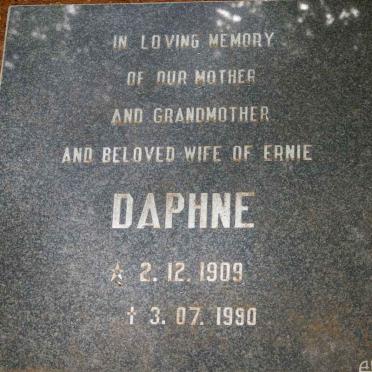 IN LOVING MEMORY
OF OUR MOTHER
AND GRANDMOTHER
AND BELOVED WIFE OF ERNIE
DAPHNE
☆ 2. 12. 1909
† 3. 07. 1990